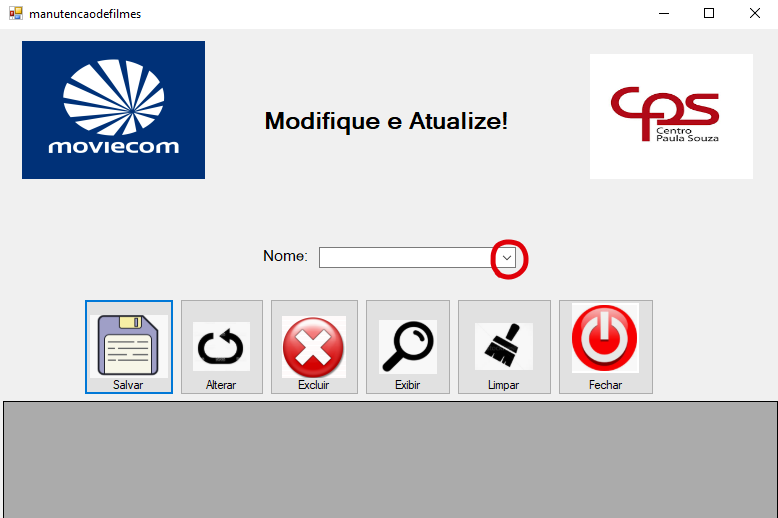 manutencaodefilmes
moviecom
Modifique e Atualize!
cps
Centro
Paula Souza
Nome:
Salvar
Alterar
Excluir
Exibir
Limpar
Fechar